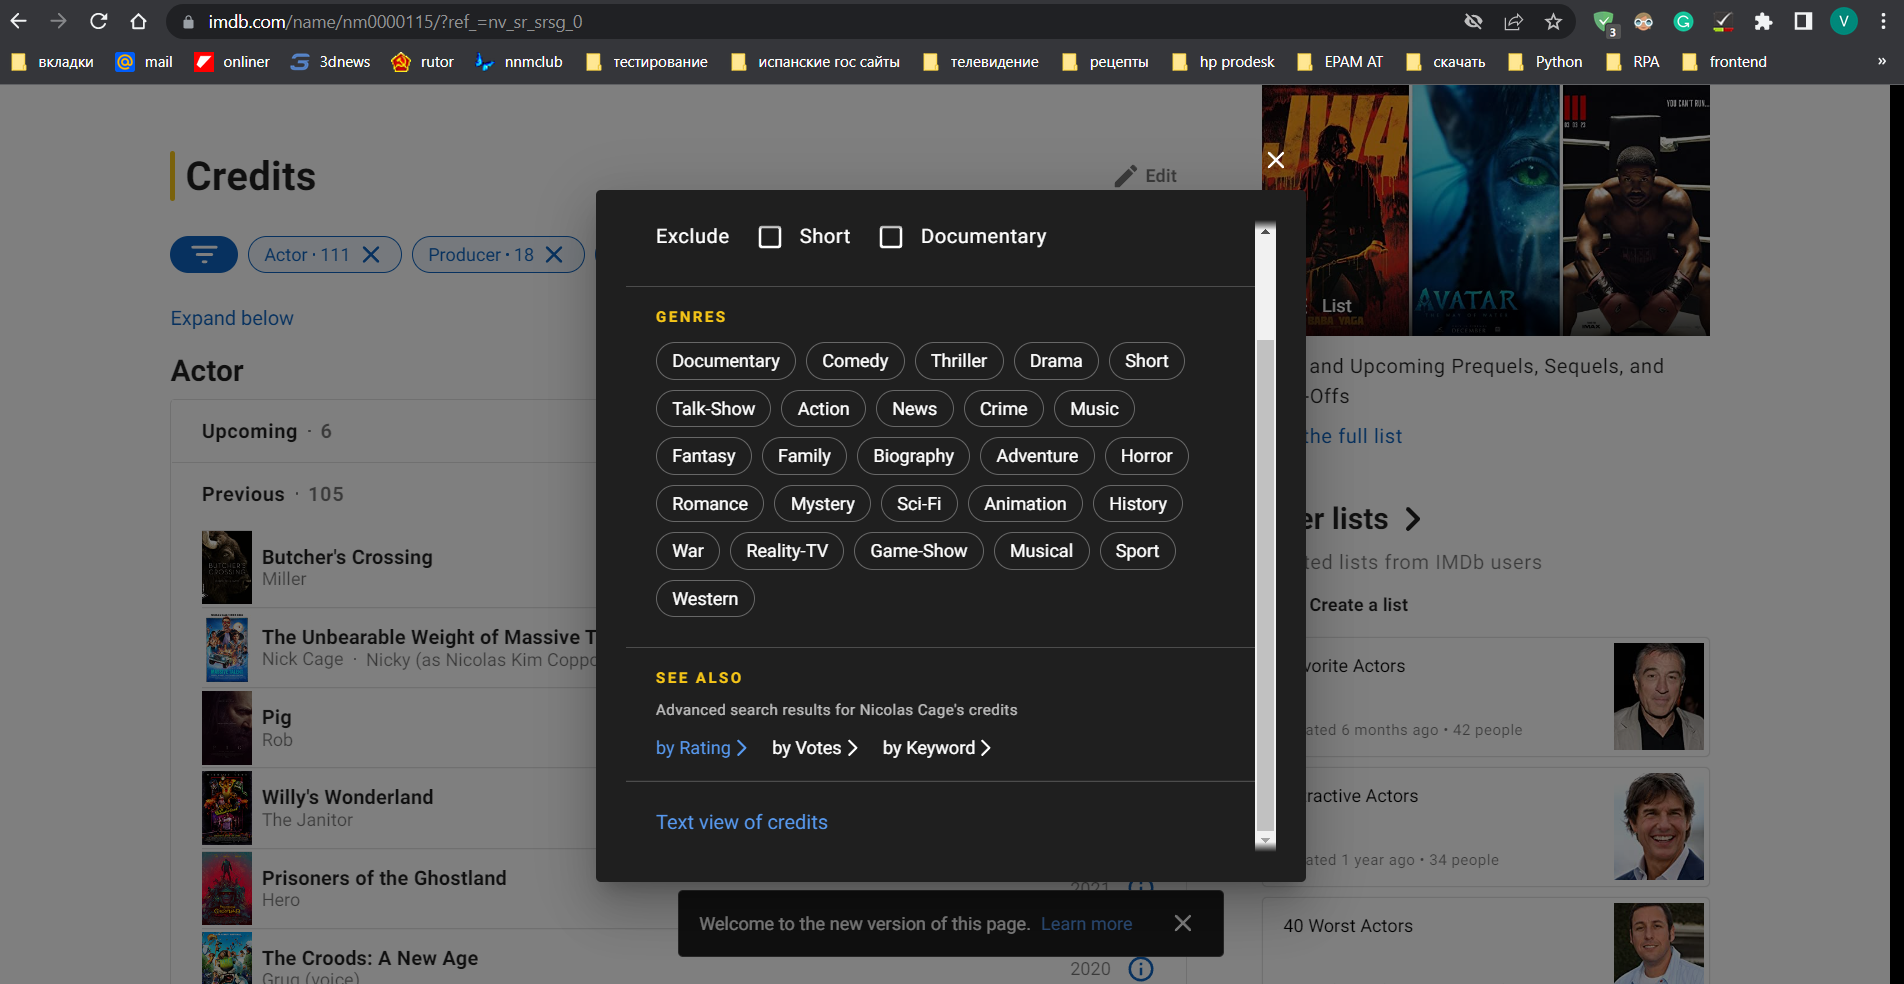 imdb.com/name/nm0000115/?ref_=nv_sr_srsg_0
3
V
вкладки
mail
onliner
3dnews
rutor
nnmclub
тестирование
испанские гос сайты
телевидение
рецепты
hp prodesk
EPAM AT
скачать
Python
RPA
frontend
»
Credits
Edit
Actor · 111
Producer · 18
Expand below
Actor
Upcoming · 6
Previous · 105
Butcher's Crossing
Miller
The Unbearable Weight of Massive T
Nick Cage · Nicky (as Nicolas Kim Coppo
Pig
Rob
Willy's Wonderland
The Janitor
Prisoners of the Ghostland
Hero
2021
The Croods: A New Age
Grug (voice)
2020
Exclude
Short
Documentary
GENRES
Documentary
Comedy
Thriller
Drama
Short
Talk-Show
Action
News
Crime
Music
Fantasy
Family
Biography
Adventure
Horror
Romance
Mystery
Sci-Fi
Animation
History
War
Reality-TV
Game-Show
Musical
Sport
Western
SEE ALSO
Advanced search results for Nicolas Cage's credits
by Rating
by Votes
by Keyword
Text view of credits
Welcome to the new version of this page. Learn more
JW4
BABA YAGA
List
AVATAR
DECEMBER
YOU CAN'T RUN...
and Upcoming Prequels, Sequels, and
-Offs
the full list
er lists
ted lists from IMDb users
Create a list
vorite Actors
ated 6 months ago • 42 people
ractive Actors
ated 1 year ago • 34 people
40 Worst Actors